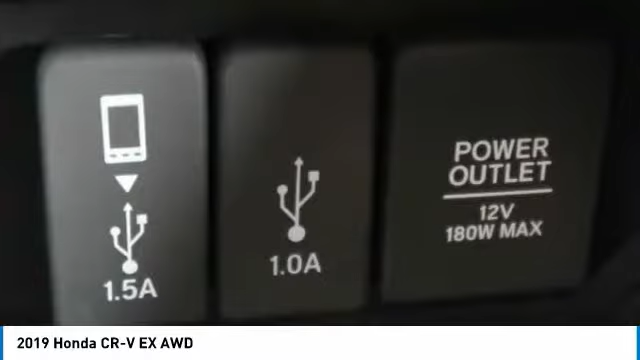 1.5A
1.0A
POWER
OUTLET
12V
180W MAX
2019 Honda CR-V EX AWD